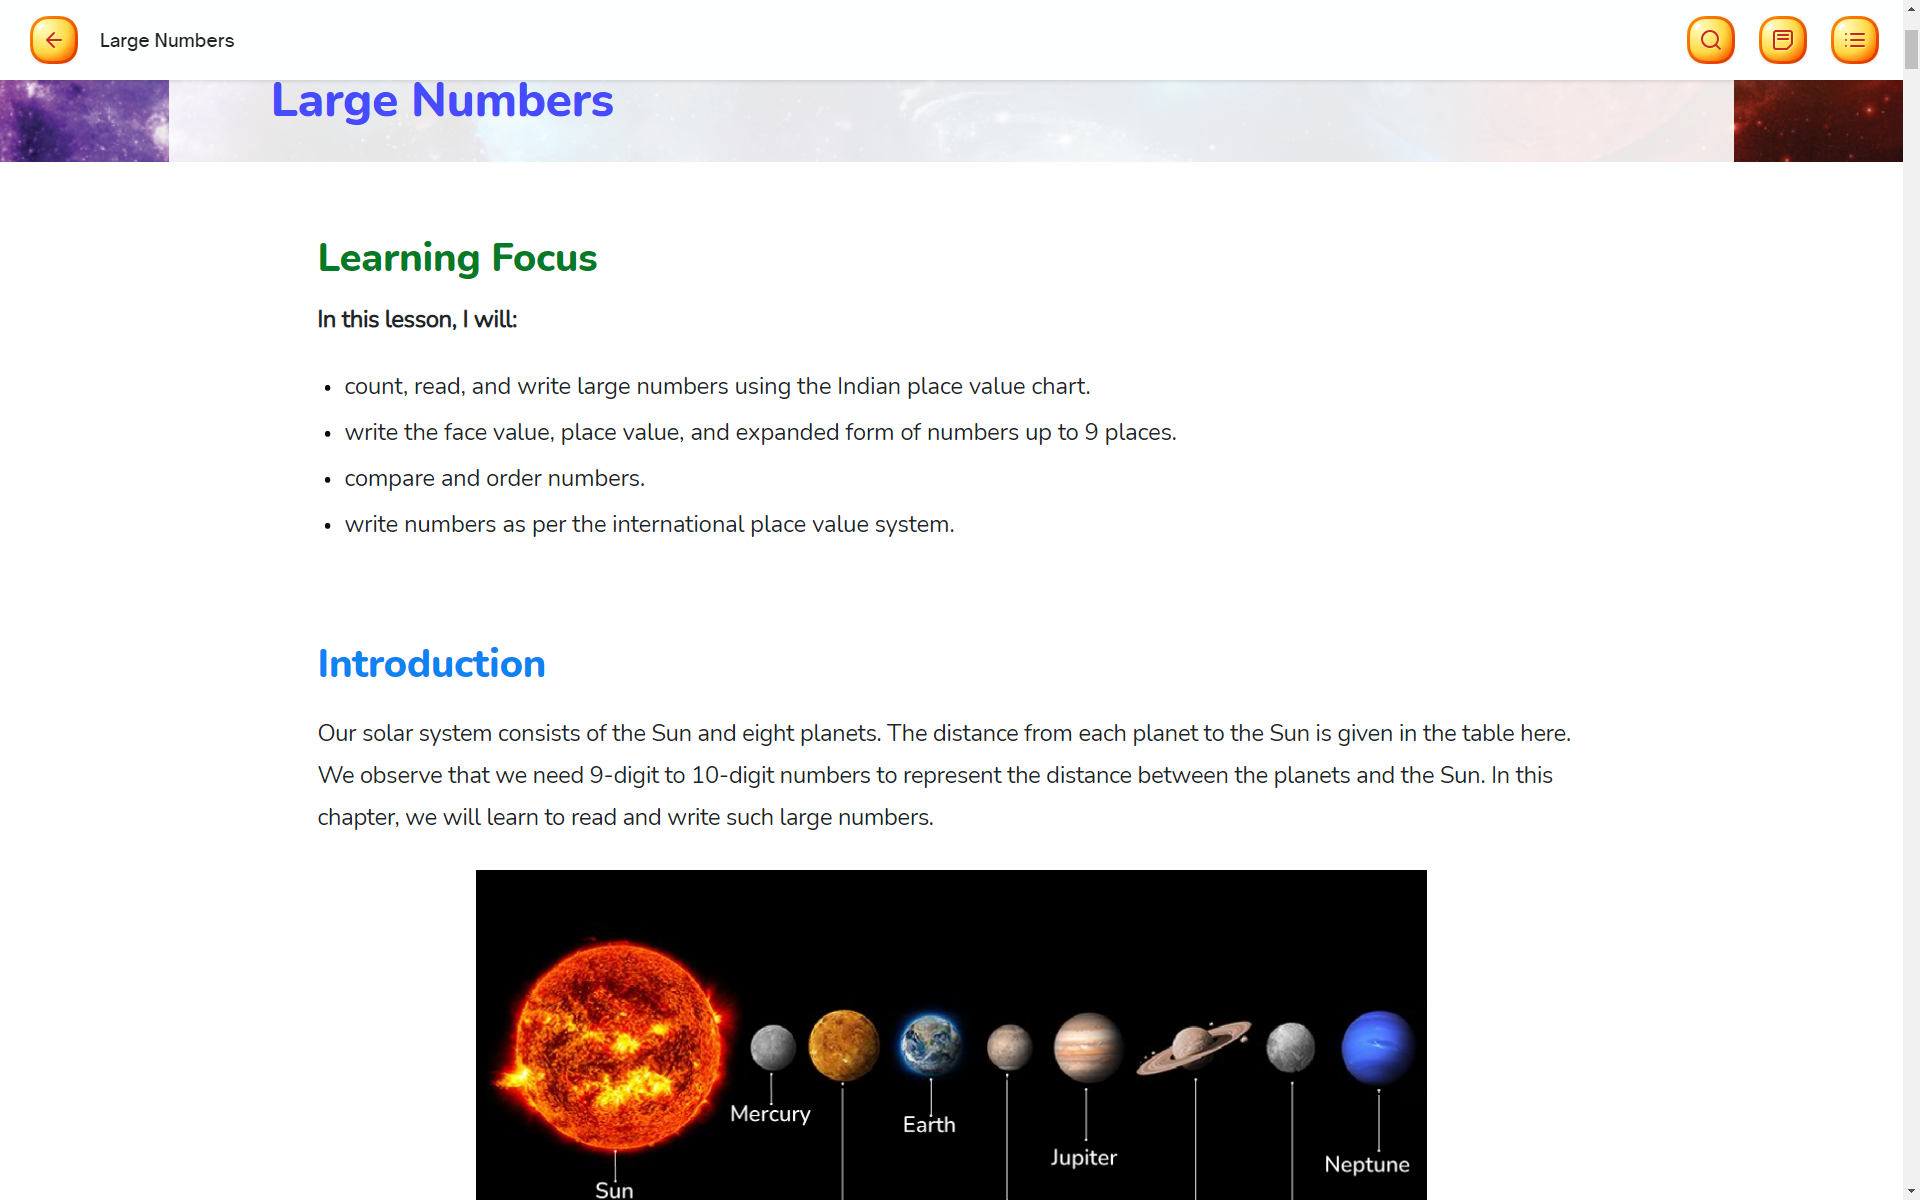 Large Numbers
Large Numbers
Learning Focus
In this lesson, I will:
• count, read, and write large numbers using the Indian place value chart.
• write the face value, place value, and expanded form of numbers up to 9 places.
• compare and order numbers.
• write numbers as per the international place value system.
Introduction
Our solar system consists of the Sun and eight planets. The distance from each planet to the Sun is given in the table here.
We observe that we need 9-digit to 10-digit numbers to represent the distance between the planets and the Sun. In this
chapter, we will learn to read and write such large numbers.
Mercury
Earth
Jupiter
Neptune
Sun